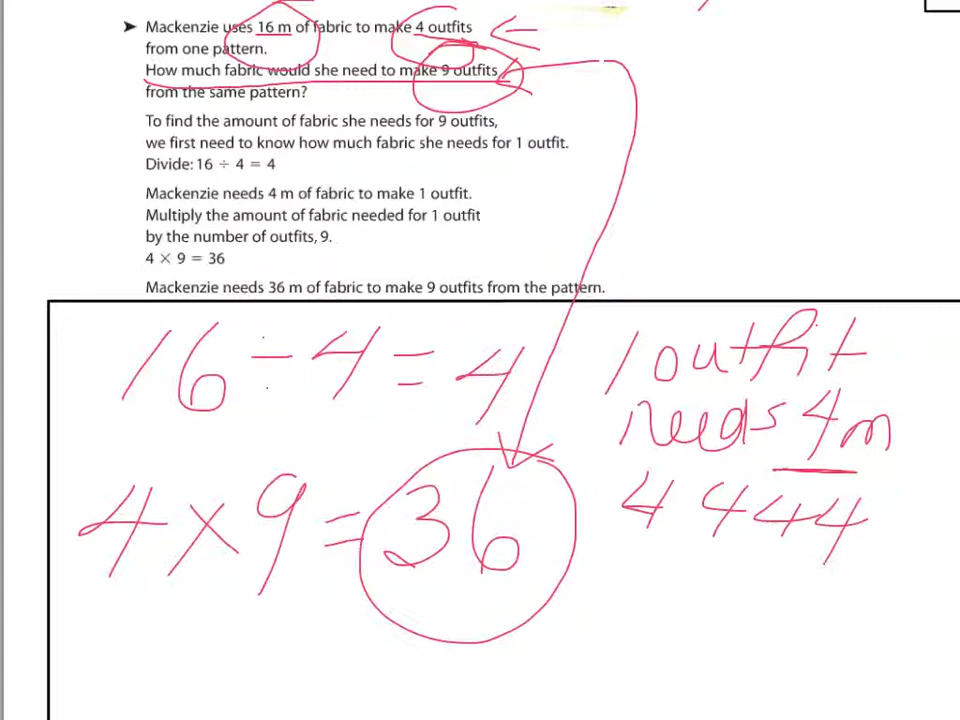 ➤ Mackenzie uses 16 m of fabric to make 4 outfits
from one pattern.
How much fabric would she need to make 9 outfits
from the same pattern?
To find the amount of fabric she needs for 9 outfits,
we first need to know how much fabric she needs for 1 outfit.
Divide: 16 ÷ 4 = 4
Mackenzie needs 4 m of fabric to make 1 outfit.
Multiply the amount of fabric needed for 1 outfit
by the number of outfits, 9.
4 × 9 = 36
Mackenzie needs 36 m of fabric to make 9 outfits from the pattern.
16 ÷ 4 = 4
4 × 9 = 36
1 outfit
needs 4m
4 4 4 4